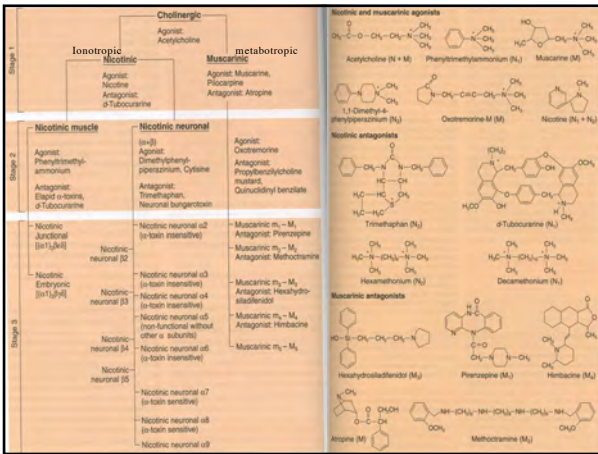 Cholinergic
Agonist:
Acetylcholine
Ionotropic
metabotropic
Stage 1
Nicotinic
Agonist:
Nicotine
Antagonist:
d-Tubocurarine
Muscarinic
Agonist: Muscarine,
Pilocarpine
Antagonist: Atropine
Stage 2
Nicotinic muscle
Agonist:
Phenyltrimethyl-
ammonium
Antagonist:
Elapid α-toxins,
d-Tubocurarine
Nicotinic neuronal
(α+β)
Agonist:
Dimethylphenyl-
piperazinium, Cytisine
Antagonist:
Trimethaphan,
Neuronal bungarotoxin
Agonist:
Oxotremorine
Antagonist:
Propylbenzilylcholine
mustard,
Quinuclidinyl benzilate
Stage 3
Nicotinic
Junctional
Nicotinic
Embryonic
Nicotinic neuronal α2
(α-toxin insensitive)
Nicotinic
neuronal β2
Nicotinic neuronal α3
(α-toxin insensitive)
Nicotinic
neuronal β3
Nicotinic neuronal α4
(α-toxin insensitive)
Nicotinic neuronal α5
(non-functional without
other α subunits)
Nicotinic
neuronal β4
Nicotinic neuronal α6
(α-toxin insensitive)
Nicotinic
neuronal β5
Nicotinic neuronal α7
(α-toxin sensitive)
Nicotinic neuronal α8
(α-toxin sensitive)
Nicotinic neuronal α9
Muscarinic m₁ – M₁
Antagonist: Pirenzepine
Muscarinic m₂ – M₂
Antagonist: Methoctramine
Muscarinic m₃ – M₃
Antagonist: Hexahydro-
siladifenidol
Muscarinic m₄ – M₄
Antagonist: Himbacine
Muscarinic m₅ – M₅
Nicotinic and muscarinic agonists
Acetylcholine (N + M)
Phenyltrimethylammonium (N₁)
Muscarine (M)
1,1-Dimethyl-4-
phenylpiperazinium (N₂)
Oxotremorine-M (M)
Nicotine (N₁ + N₂)
Nicotinic antagonists
Trimethaphan (N₂)
d-Tubocurarine (N₁)
Hexamethonium (N₂)
Decamethonium (N₁)
Muscarinic antagonists
Hexahydrosiladifenidol (M₃)
Pirenzepine (M₁)
Himbacine (M₄)
Atropine (M)
Methoctramine (M₂)